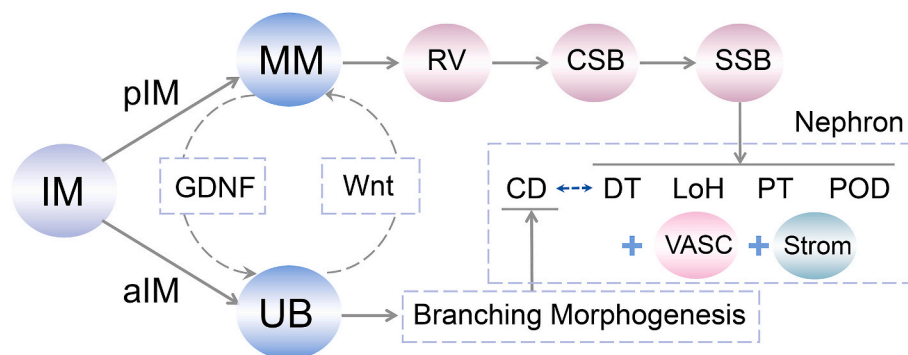 MM
RV
CSB
SSB
pIM
Nephron
IM
GDNF
Wnt
CD
DT
LoH
PT
POD
+
VASC
+
Strom
aIM
UB
Branching Morphogenesis